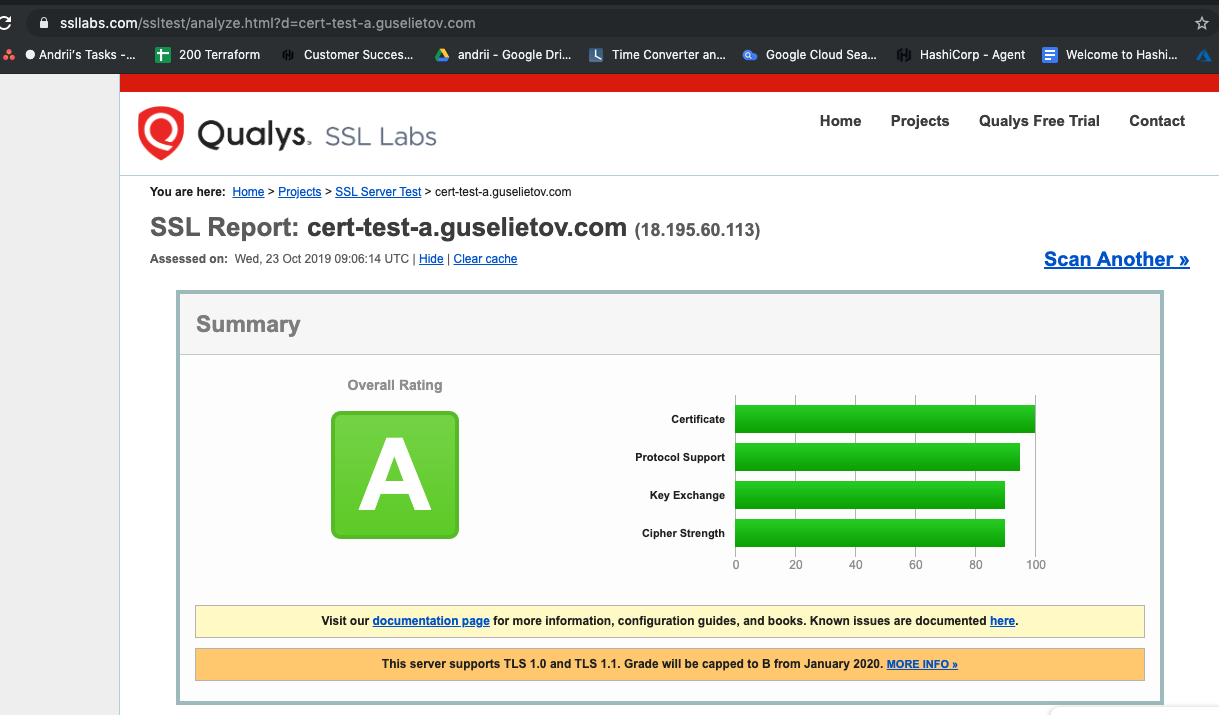 ssllabs.com/ssltest/analyze.html?d=cert-test-a.guselietov.com
Andrii's Tasks -... 200 Terraform Customer Succes... andrii - Google Dri... Time Converter an... Google Cloud Sea... HashiCorp - Agent Welcome to Hashi...
Qualys. SSL Labs
Home Projects Qualys Free Trial Contact
You are here: Home > Projects > SSL Server Test > cert-test-a.guselietov.com
SSL Report: cert-test-a.guselietov.com (18.195.60.113)
Assessed on: Wed, 23 Oct 2019 09:06:14 UTC | Hide | Clear cache
Scan Another »
Summary
Overall Rating
A
Certificate
Protocol Support
Key Exchange
Cipher Strength
0 20 40 60 80 100
Visit our documentation page for more information, configuration guides, and books. Known issues are documented here.
This server supports TLS 1.0 and TLS 1.1. Grade will be capped to B from January 2020. MORE INFO »